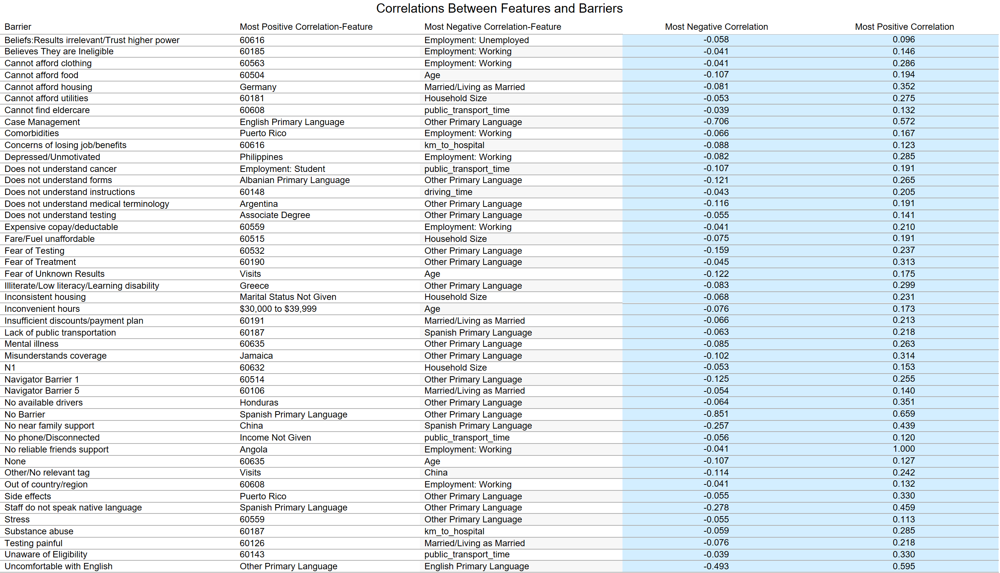 Correlations Between Features and Barriers
Barrier Most Positive Correlation-Feature Most Negative Correlation-Feature Most Negative Correlation Most Positive Correlation
Beliefs:Results irrelevant/Trust higher power 60616 Employment: Unemployed -0.058 0.096
Believes They are Ineligible 60185 Employment: Working -0.041 0.146
Cannot afford clothing 60563 Employment: Working -0.041 0.286
Cannot afford food 60504 Age -0.107 0.194
Cannot afford housing Germany Married/Living as Married -0.081 0.352
Cannot afford utilities 60181 Household Size -0.053 0.275
Cannot find eldercare 60608 public_transport_time -0.039 0.132
Case Management English Primary Language Other Primary Language -0.706 0.572
Comorbidities Puerto Rico Employment: Working -0.066 0.167
Concerns of losing job/benefits 60616 km_to_hospital -0.088 0.123
Depressed/Unmotivated Philippines Employment: Working -0.082 0.285
Does not understand cancer Employment: Student public_transport_time -0.107 0.191
Does not understand forms Albanian Primary Language Other Primary Language -0.121 0.265
Does not understand instructions 60148 driving_time -0.043 0.205
Does not understand medical terminology Argentina Other Primary Language -0.116 0.191
Does not understand testing Associate Degree Other Primary Language -0.055 0.141
Expensive copay/deductable 60559 Employment: Working -0.041 0.210
Fare/Fuel unaffordable 60515 Household Size -0.075 0.191
Fear of Testing 60532 Other Primary Language -0.159 0.237
Fear of Treatment 60190 Other Primary Language -0.045 0.313
Fear of Unknown Results Visits Age -0.122 0.175
Illiterate/Low literacy/Learning disability Greece Other Primary Language -0.083 0.299
Inconsistent housing Marital Status Not Given Household Size -0.068 0.231
Inconvenient hours $30,000 to $39,999 Age -0.076 0.173
Insufficient discounts/payment plan 60191 Married/Living as Married -0.066 0.213
Lack of public transportation 60187 Spanish Primary Language -0.063 0.218
Mental illness 60635 Other Primary Language -0.085 0.263
Misunderstands coverage Jamaica Other Primary Language -0.102 0.314
N1 60632 Household Size -0.053 0.153
Navigator Barrier 1 60514 Other Primary Language -0.125 0.255
Navigator Barrier 5 60106 Married/Living as Married -0.054 0.140
No available drivers Honduras Other Primary Language -0.064 0.351
No Barrier Spanish Primary Language Other Primary Language -0.851 0.659
No near family support China Spanish Primary Language -0.257 0.439
No phone/Disconnected Income Not Given public_transport_time -0.056 0.120
No reliable friends support Angola Employment: Working -0.041 1.000
None 60635 Age -0.107 0.127
Other/No relevant tag Visits China -0.114 0.242
Out of country/region 60608 Employment: Working -0.041 0.132
Side effects Puerto Rico Other Primary Language -0.055 0.330
Staff do not speak native language Spanish Primary Language Other Primary Language -0.278 0.459
Stress 60559 Other Primary Language -0.055 0.113
Substance abuse 60187 km_to_hospital -0.059 0.285
Testing painful 60126 Married/Living as Married -0.076 0.218
Unaware of Eligibility 60143 public_transport_time -0.039 0.330
Uncomfortable with English Other Primary Language English Primary Language -0.493 0.595